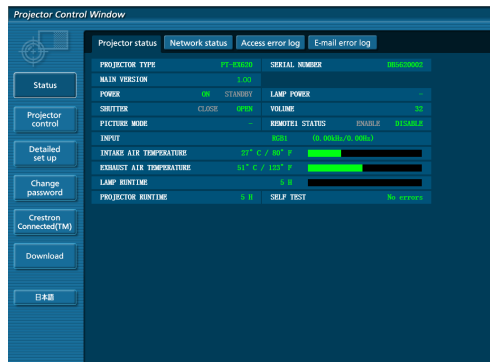 Projector Control Window
Projector status Network status Access error log E-mail error log
PROJECTOR TYPE PT-EX620 SERIAL NUMBER DB5620002
MAIN VERSION 1.00
POWER ON STANDBY LAMP POWER -
SHUTTER CLOSE OPEN VOLUME 32
PICTURE MODE - REMOTE1 STATUS ENABLE DISABLE
INPUT RGB1 (0.00kHz/0.00Hz)
INTAKE AIR TEMPERATURE 27° C / 80° F
EXHAUST AIR TEMPERATURE 51° C / 123° F
LAMP RUNTIME 5 H
PROJECTOR RUNTIME 5 H SELF TEST No errors
Status
Projector
control
Detailed
set up
Change
password
Crestron
Connected(TM)
Download
日本語